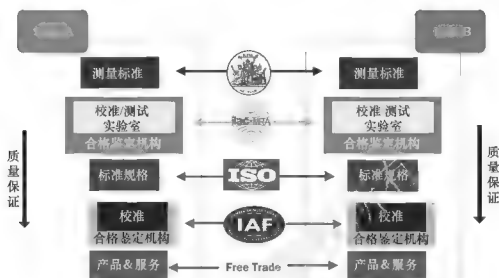 测量标准
测量标准
校准/测试
实验室
合格鉴定机构
校准 测试
实验室
合格鉴定机构
标准规格
ISO
标准规格
校准
合格鉴定机构
IAF
校准
合格鉴定机构
产品&服务
Free Trade
产品&服务
质量保证
质量保证